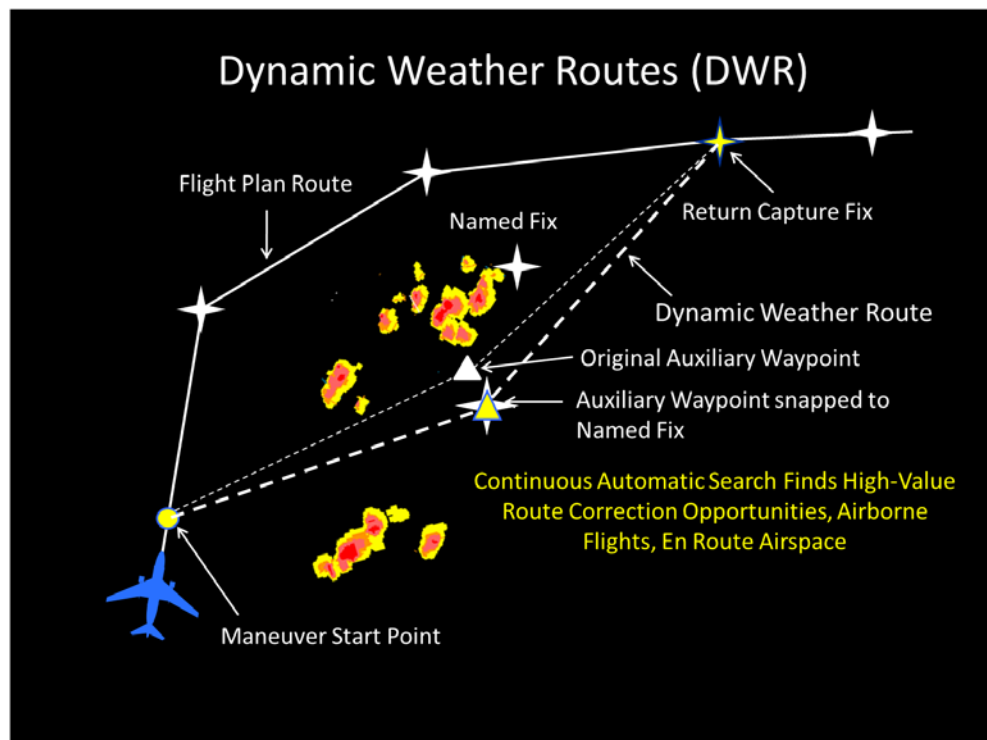 Dynamic Weather Routes (DWR)
Flight Plan Route
Named Fix
Return Capture Fix
Dynamic Weather Route
Original Auxiliary Waypoint
Auxiliary Waypoint snapped to
Named Fix
Continuous Automatic Search Finds High-Value
Route Correction Opportunities, Airborne
Flights, En Route Airspace
Maneuver Start Point